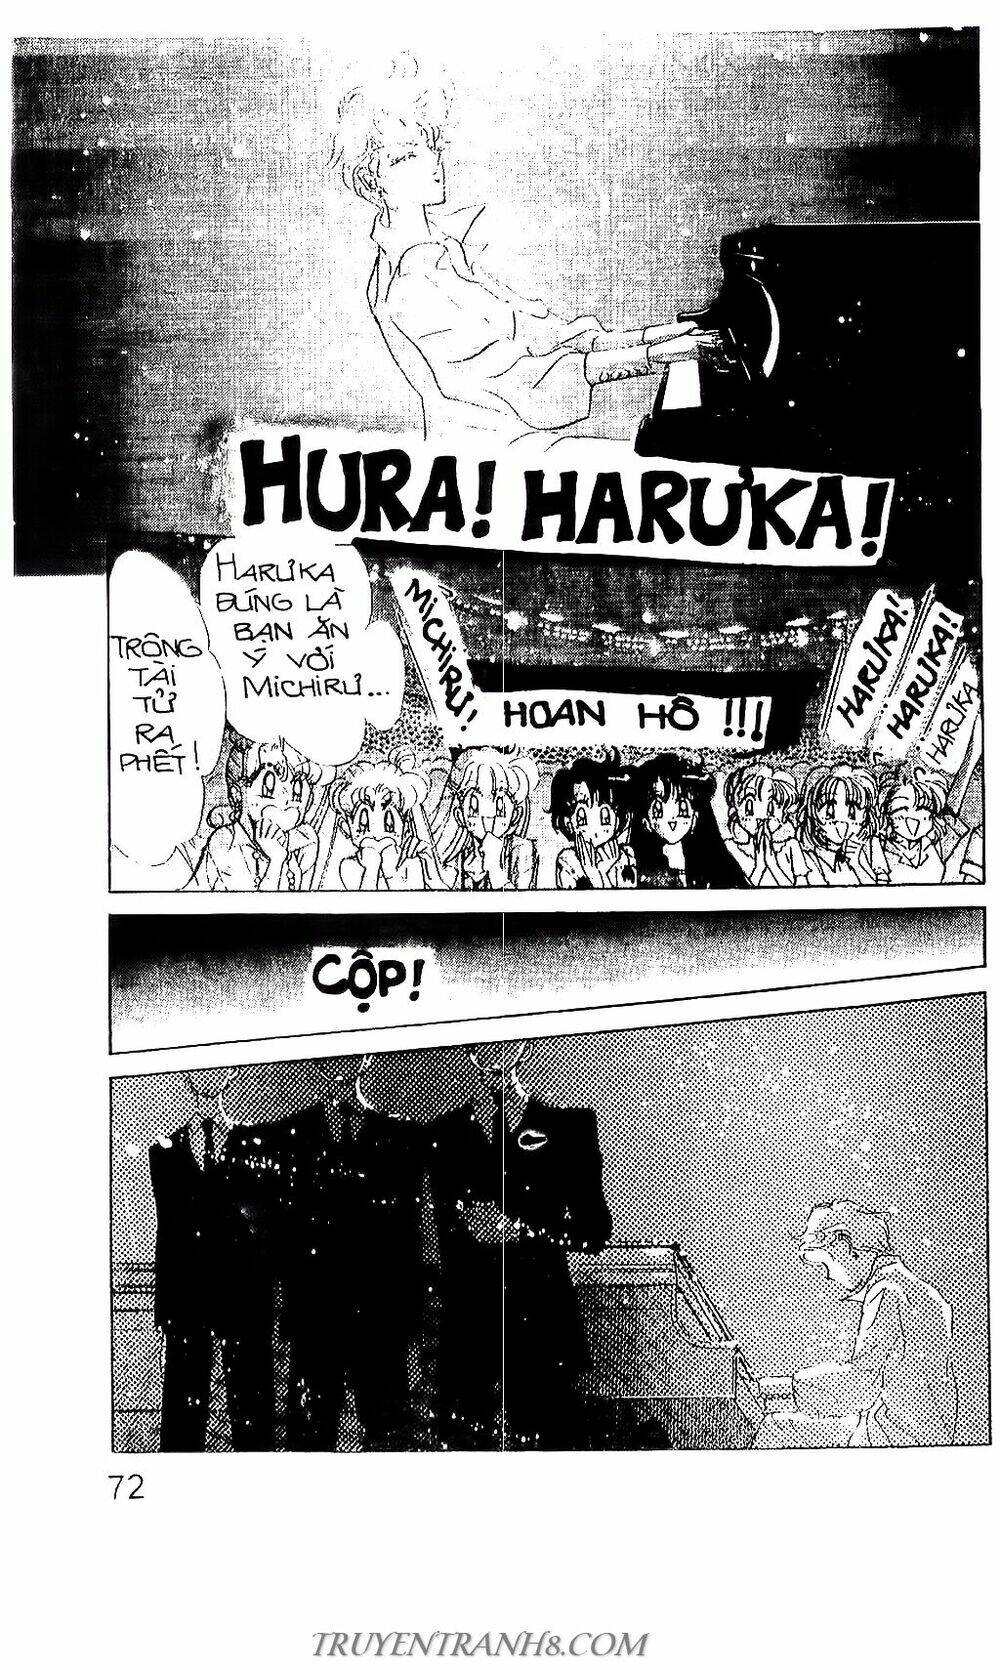 HURA! HARUKA!
HARUKA
ĐÚNG LÀ
BẠN ĂN
Ý VỚI
MICHIRU...
TRÔNG
TÀI
TỬ
RA
PHẾT!
MICHIRU!
HOAN HÔ !!!
HARUKA!
HARUKA!
HARUKA
CỘP!
72
TRUYENTRANH8.COM